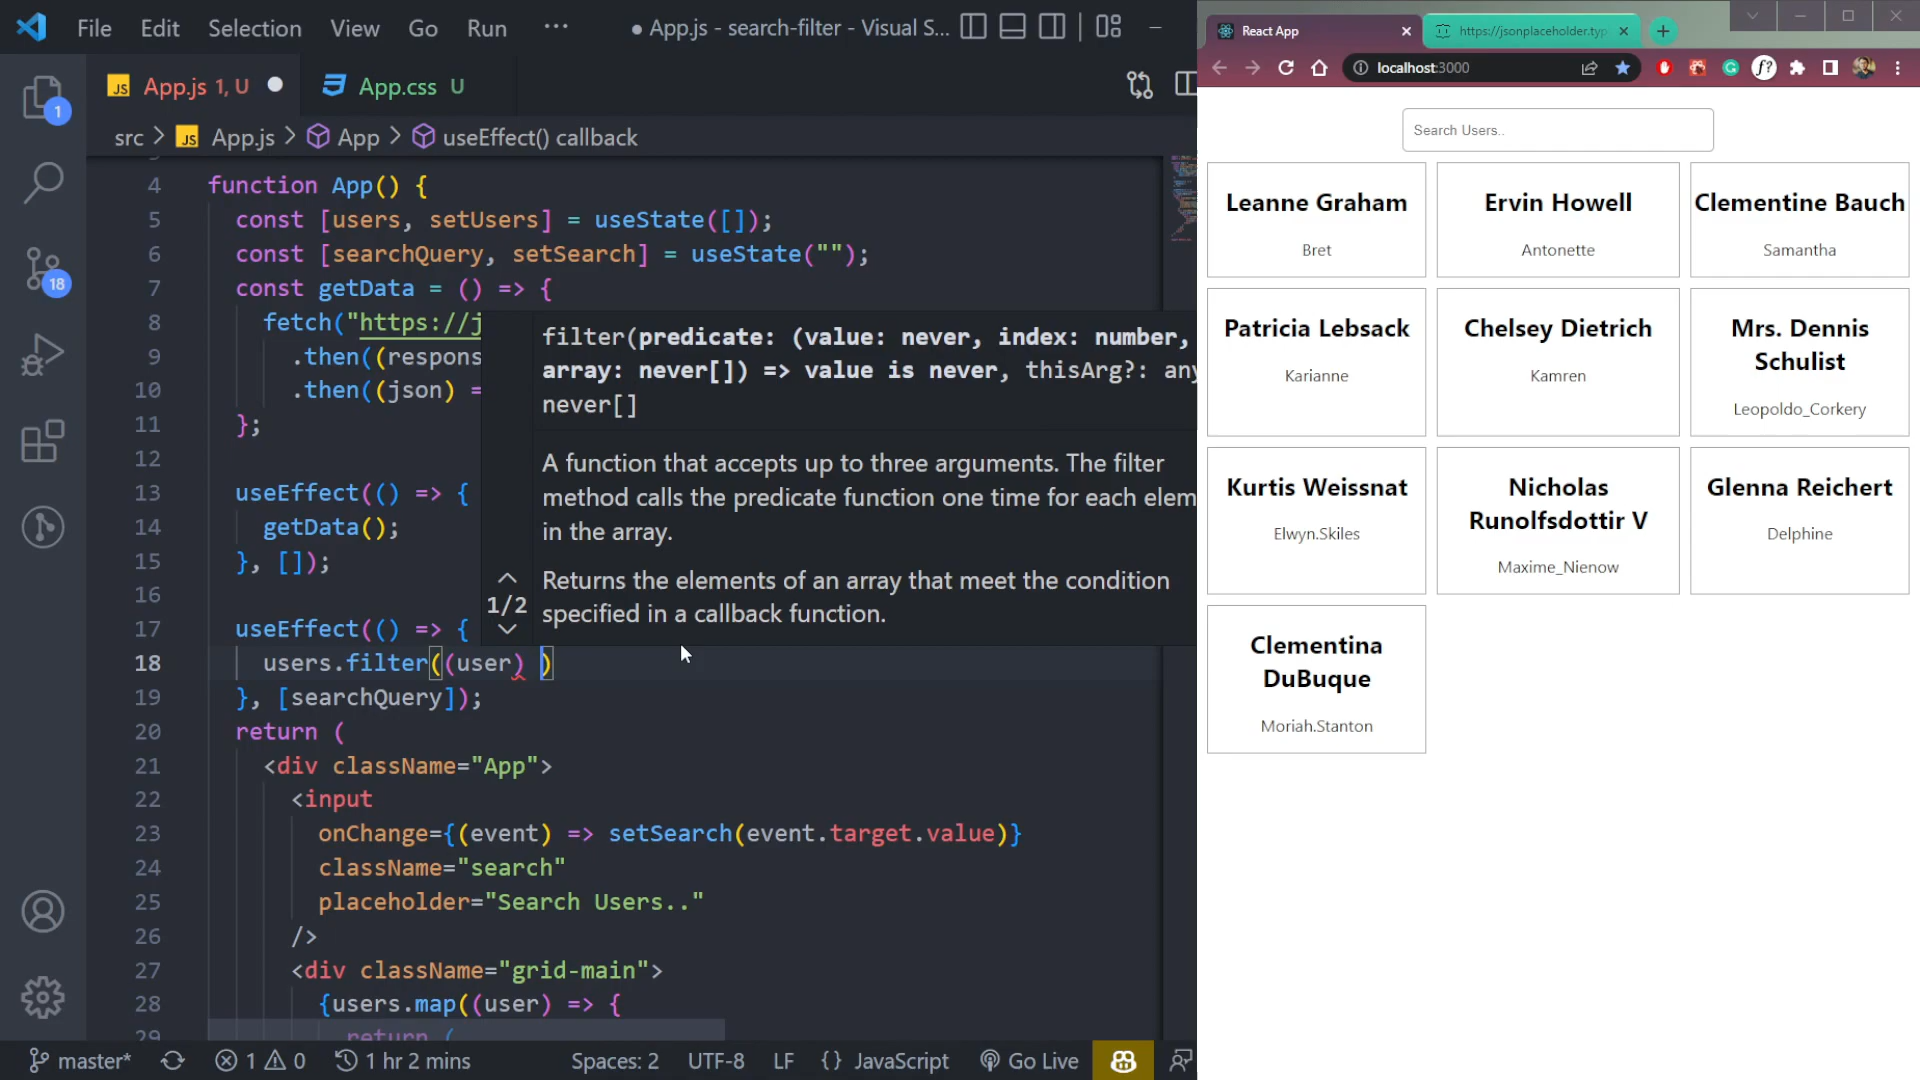 File Edit Selection View Go Run ···
● App.js - search-filter - Visual S...
JS App.js 1, U ●
App.css U
src > JS App.js > App > useEffect() callback
1
18
4 function App() {
5 const [users, setUsers] = useState([]);
6 const [searchQuery, setSearch] = useState("");
7 const getData = () => {
8 fetch("https://j
9 .then((respons
10 .then((json) =
11 };
12
13 useEffect(() => {
14 getData();
15 }, []);
16
17 useEffect(() => {
18 users.filter((user) )
19 }, [searchQuery]);
20 return (
21 <div className="App">
22 <input
23 onChange={(event) => setSearch(event.target.value)}
24 className="search"
25 placeholder="Search Users.."
26 />
27 <div className="grid-main">
28 {users.map((user) => {
29 return (
filter(predicate: (value: never, index: number,
array: never[]) => value is never, thisArg?: any
never[]
A function that accepts up to three arguments. The filter
method calls the predicate function one time for each elem
in the array.
1/2
Returns the elements of an array that meet the condition
specified in a callback function.
master* 1 0 1 hr 2 mins Spaces: 2 UTF-8 LF {} JavaScript Go Live
React App
https://jsonplaceholder.typ
localhost:3000
f?
Search Users..
Leanne Graham
Bret
Ervin Howell
Antonette
Clementine Bauch
Samantha
Patricia Lebsack
Karianne
Chelsey Dietrich
Kamren
Mrs. Dennis
Schulist
Leopoldo_Corkery
Kurtis Weissnat
Elwyn.Skiles
Nicholas
Runolfsdottir V
Maxime_Nienow
Glenna Reichert
Delphine
Clementina
DuBuque
Moriah.Stanton